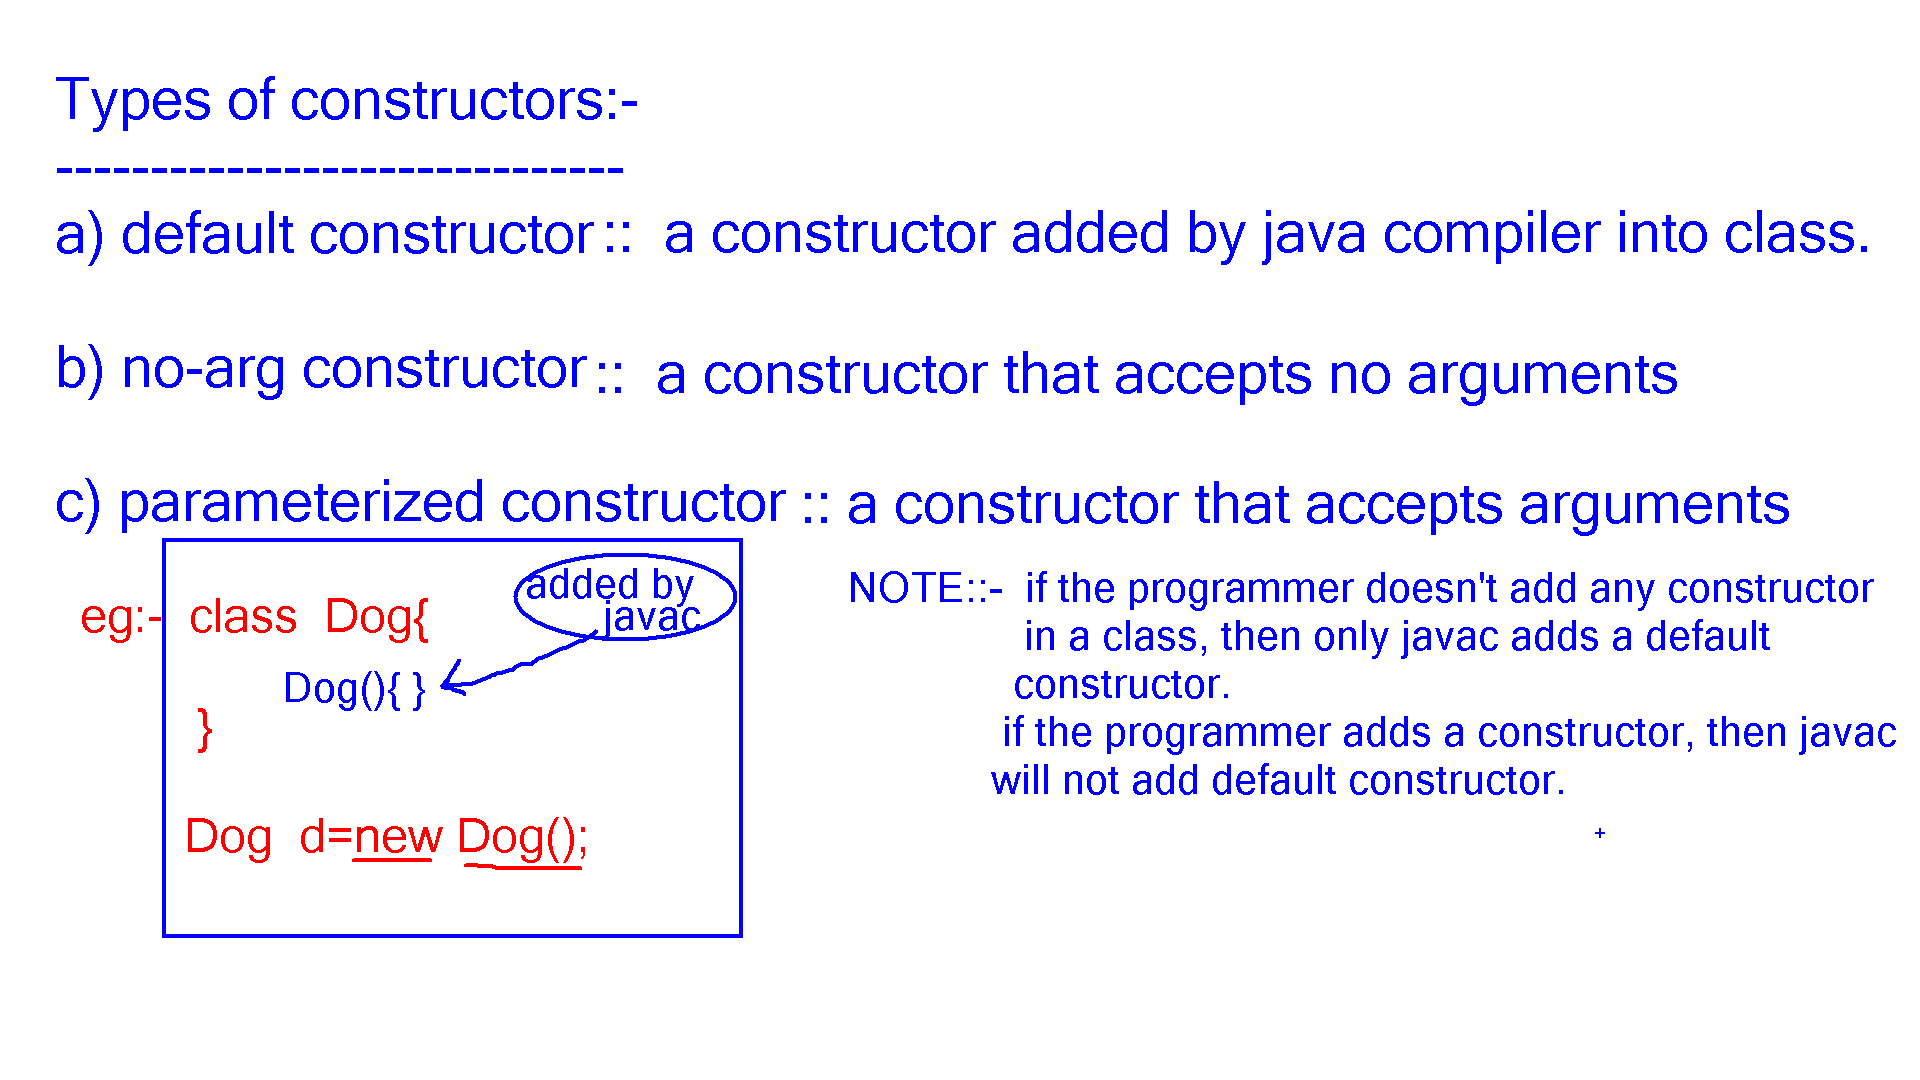 Types of constructors:-
------------------------------
a) default constructor :: a constructor added by java compiler into class.
b) no-arg constructor :: a constructor that accepts no arguments
c) parameterized constructor :: a constructor that accepts arguments
added by
javac
eg:- class Dog{
Dog(){ }
}
Dog d=new Dog();
NOTE::- if the programmer doesn't add any constructor
in a class, then only javac adds a default
constructor.
if the programmer adds a constructor, then javac
will not add default constructor.